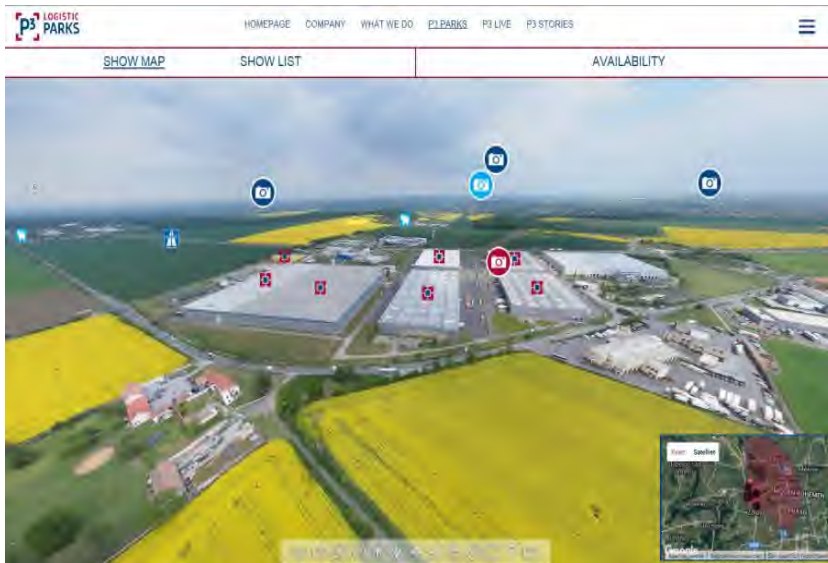 P3 LOGISTIC
PARKS
HOMEPAGE COMPANY WHAT WE DO P3 PARKS P3 LIVE P3 STORIES
SHOW MAP SHOW LIST AVAILABILITY
Satellite
Google